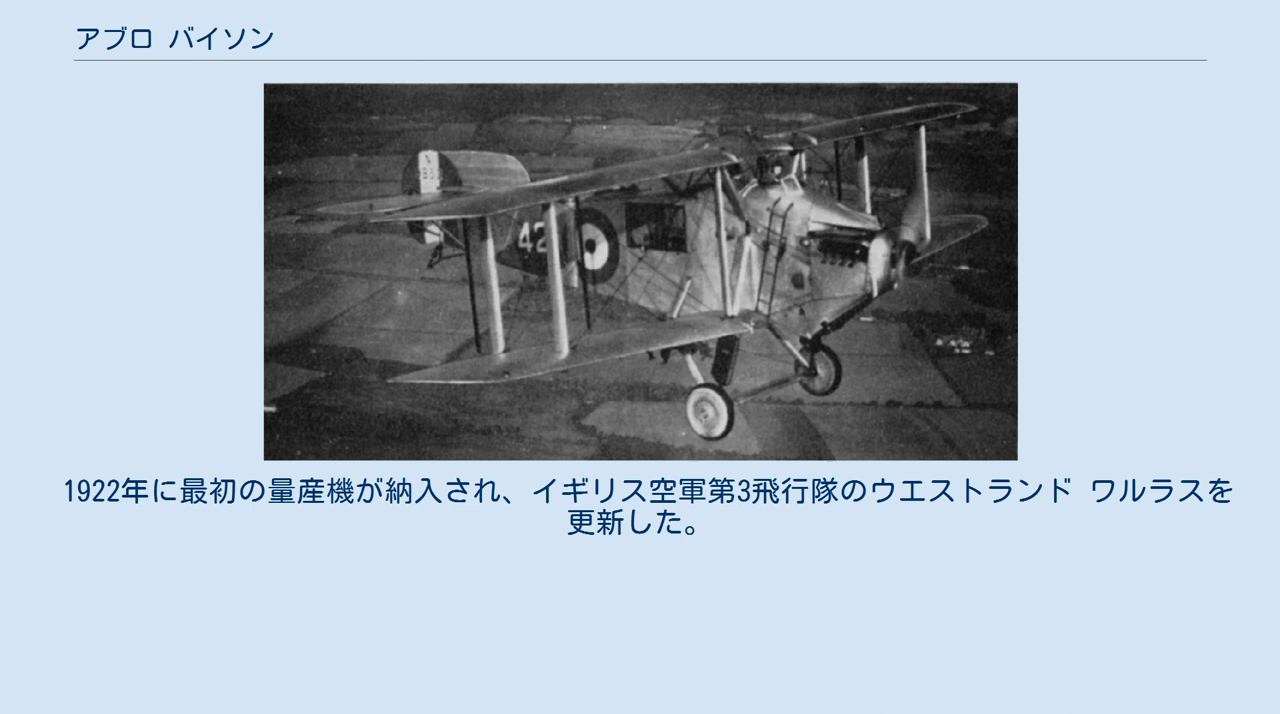 アブロ バイソン
42
1922年に最初の量産機が納入され、イギリス空軍第3飛行隊のウエストランド ワルラスを
更新した。